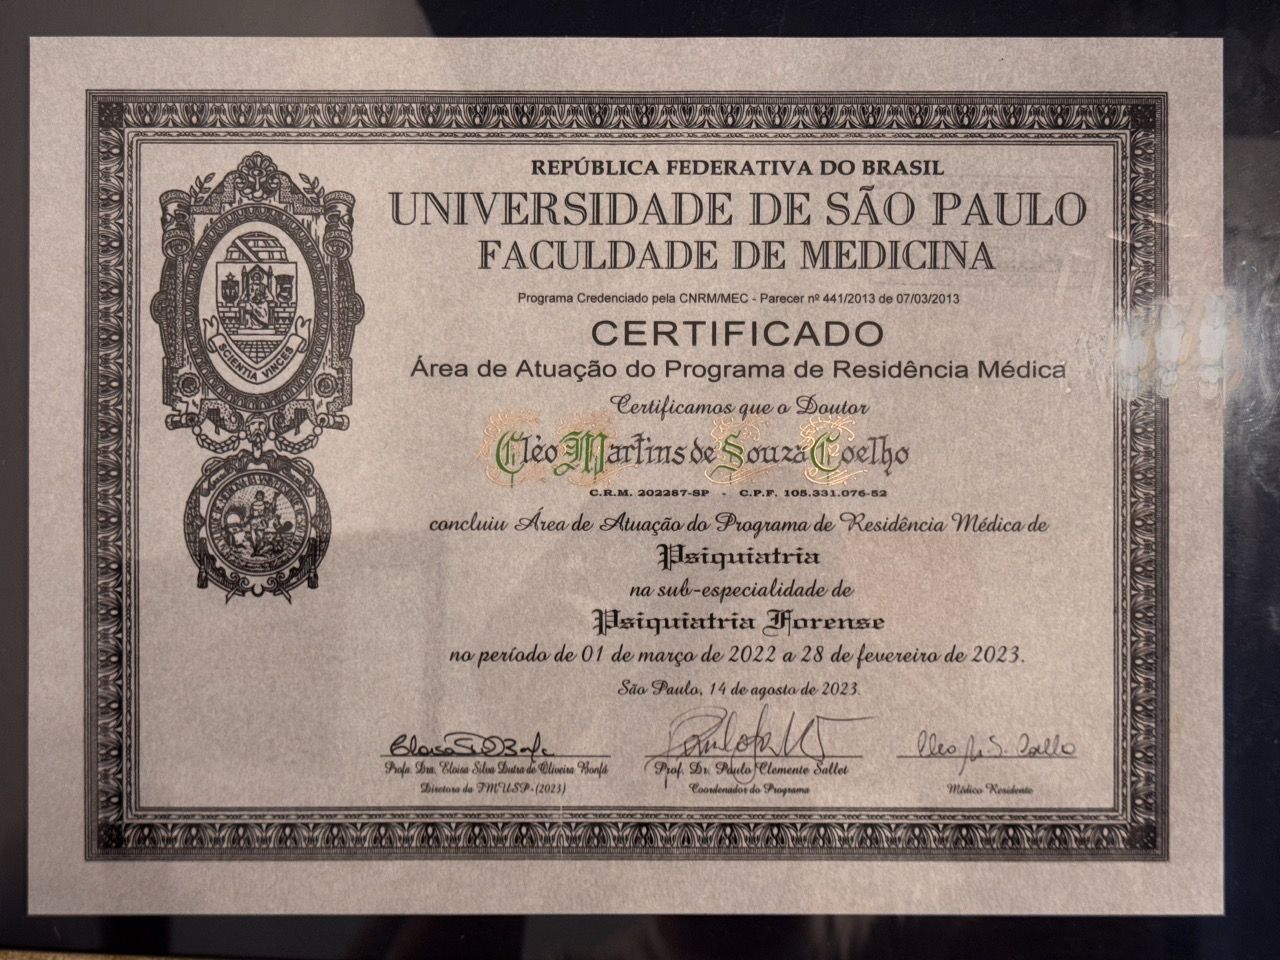 REPÚBLICA FEDERATIVA DO BRASIL
UNIVERSIDADE DE SÃO PAULO
FACULDADE DE MEDICINA
Programa Credenciado pela CNRM/MEC - Parecer nº 441/2013 de 07/03/2013
CERTIFICADO
Área de Atuação do Programa de Residência Médica
Certificamos que o Doutor
Cléo Martins de Souza Coelho
C.R.M. 202287-SP - C.P.F. 105.331.076-52
concluiu Área de Atuação do Programa de Residência Médica de
Psiquiatria
na sub-especialidade de
Psiquiatria Forense
no período de 01 de março de 2022 a 28 de fevereiro de 2023.
São Paulo, 14 de agosto de 2023.
Profa. Dra. Eloisa Silva Dutra de Oliveira Bonfá
Diretora da FMUSP-(2023)
Prof. Dr. Paulo Clemente Sallet
Coordenador do Programa
Médico Residente
SCIENTIA VINCES